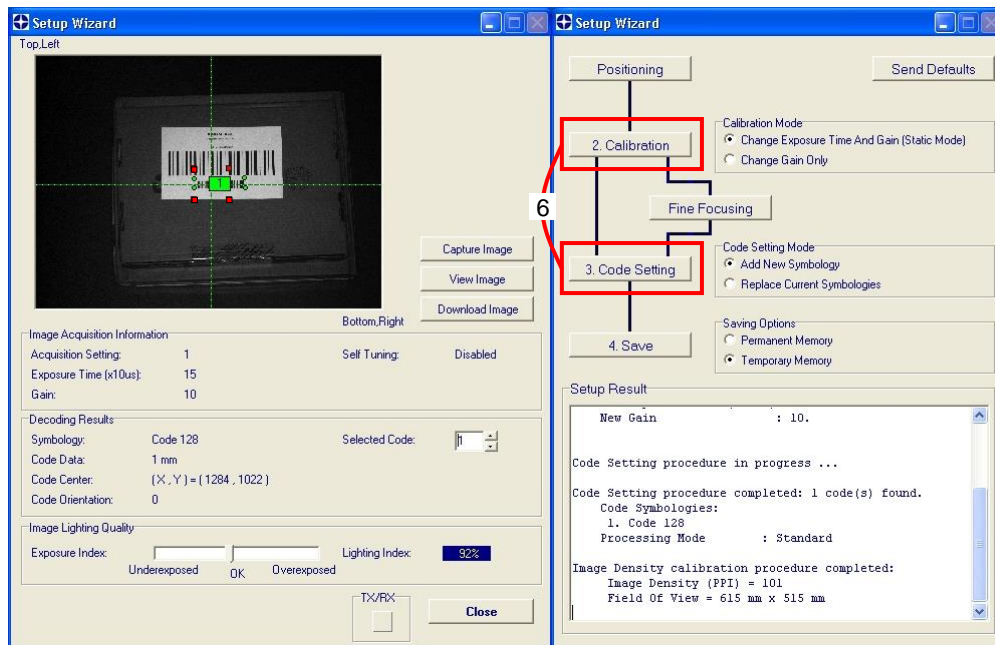 Setup Wizard
Top,Left
1
Capture Image
View Image
Download Image
Bottom,Right
Image Acquisition Information
Acquisition Setting: 1 Self Tuning: Disabled
Exposure Time (x10us): 15
Gain: 10
Decoding Results
Symbology: Code 128 Selected Code: 1
Code Data: 1 mm
Code Center: (X,Y)=(1284,1022)
Code Orientation: 0
Image Lighting Quality
Exposure Index: Lighting Index: 92%
Underexposed OK Overexposed
TX/RX
Close
Setup Wizard
Positioning Send Defaults
Calibration Mode
2. Calibration
Change Exposure Time And Gain (Static Mode)
Change Gain Only
6
Fine Focusing
Code Setting Mode
3. Code Setting
Add New Symbology
Replace Current Symbologies
Saving Options
4. Save
Permanent Memory
Temporary Memory
Setup Result
New Gain : 10.
Code Setting procedure in progress ...
Code Setting procedure completed: 1 code(s) found.
Code Symbologies:
1. Code 128
Processing Mode : Standard
Image Density calibration procedure completed:
Image Density (PPI) = 101
Field Of View = 615 mm x 515 mm